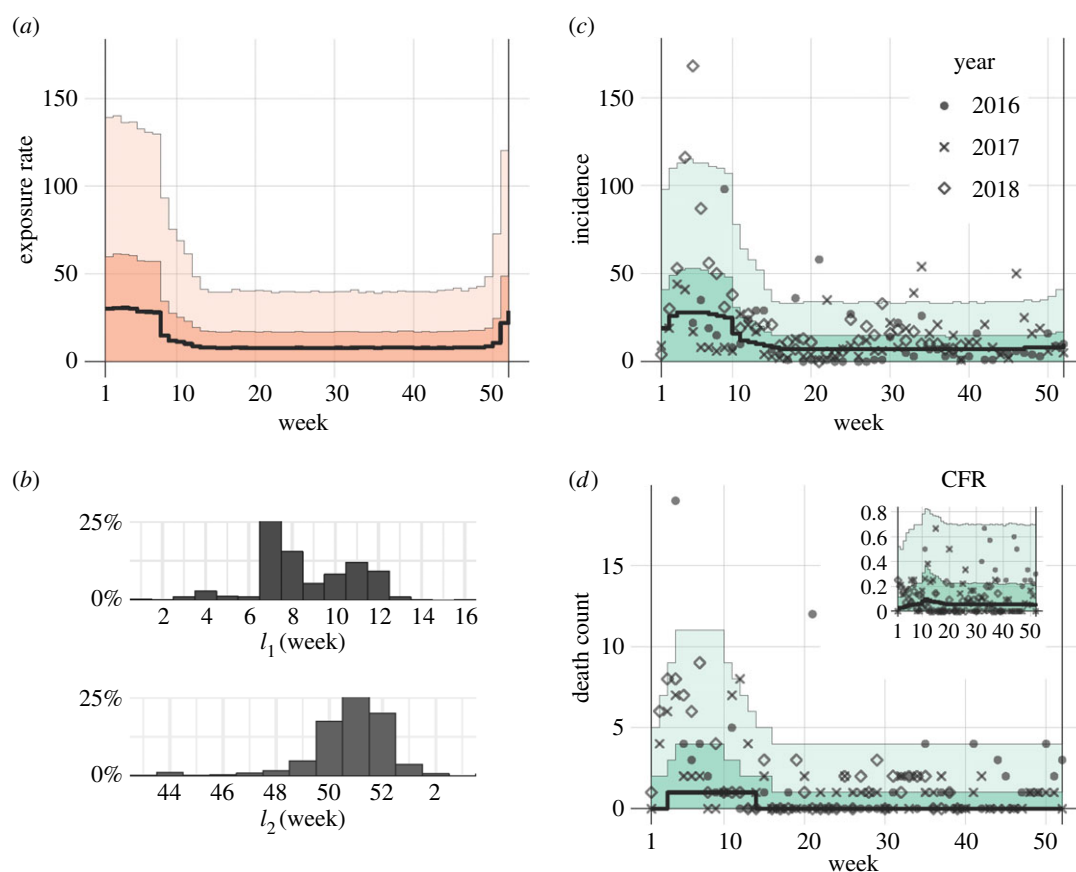 (a)
150
100
50
0
exposure rate
1 10 20 30 40 50
week
(b)
25%
0%
2 4 6 8 10 12 14 16
l1 (week)
25%
0%
44 46 48 50 52 2
l2 (week)
(c)
150
100
50
0
incidence
year
2016
2017
2018
1 10 20 30 40 50
week
(d)
15
10
5
0
death count
CFR
0.8
0.6
0.4
0.2
0
1 10 20 30 40 50
1 10 20 30 40 50
week